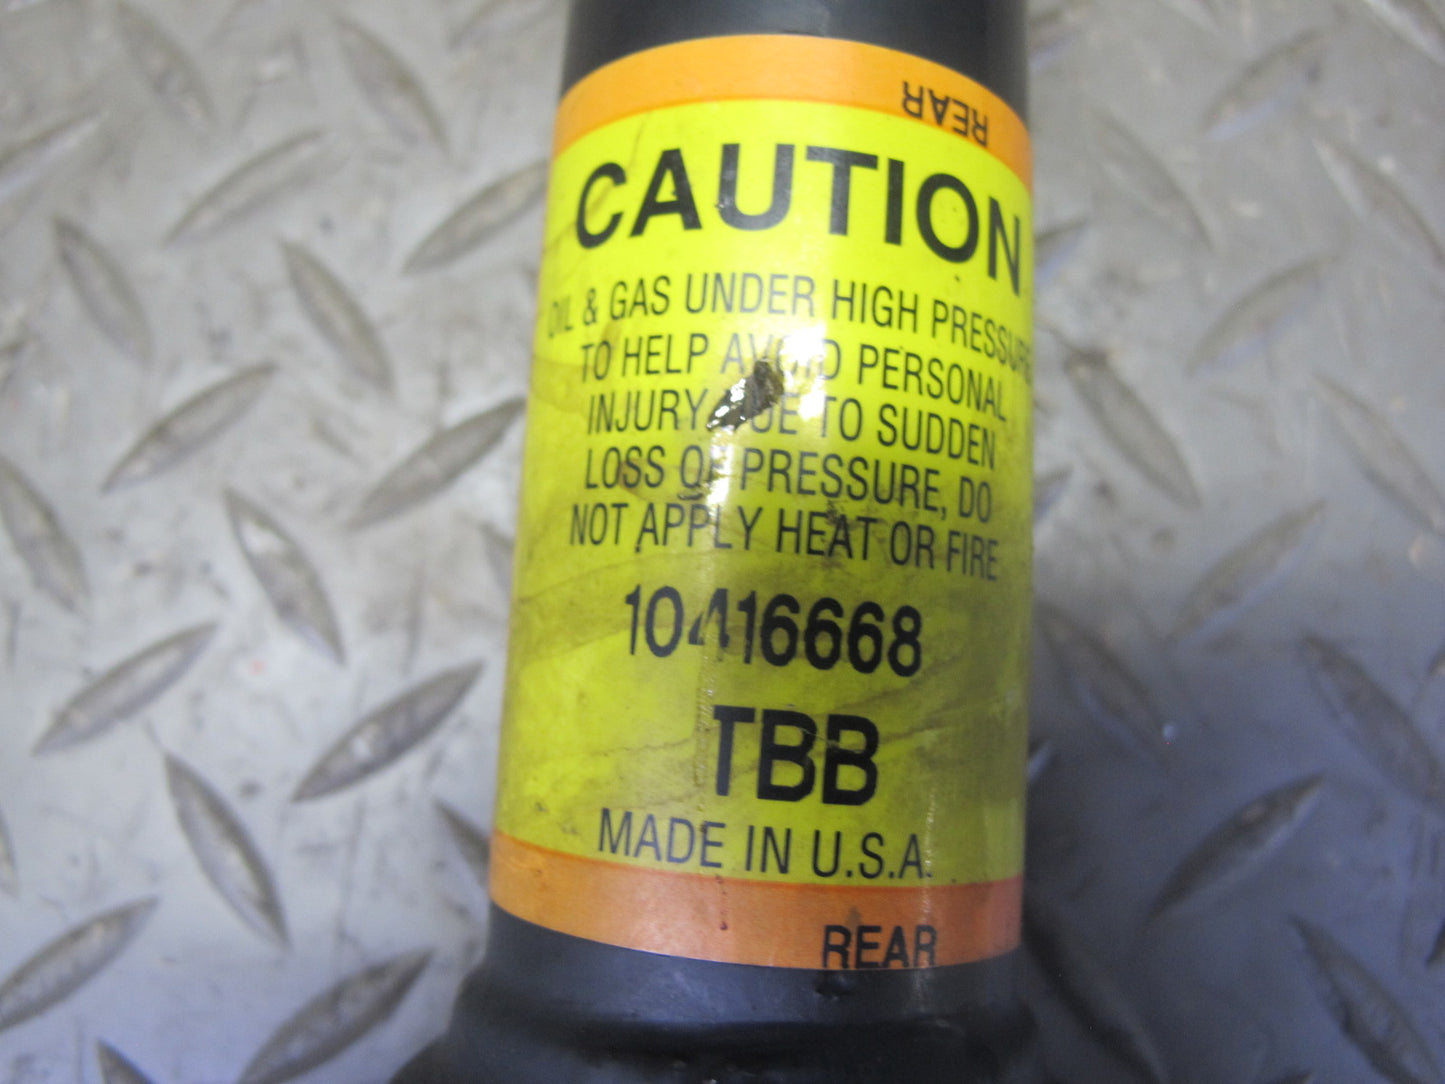 REAR
CAUTION
OIL & GAS UNDER HIGH PRESSURE
TO HELP AVOID PERSONAL
INJURY DUE TO SUDDEN
LOSS OF PRESSURE, DO
NOT APPLY HEAT OR FIRE
10416668
TBB
MADE IN U.S.A.
REAR